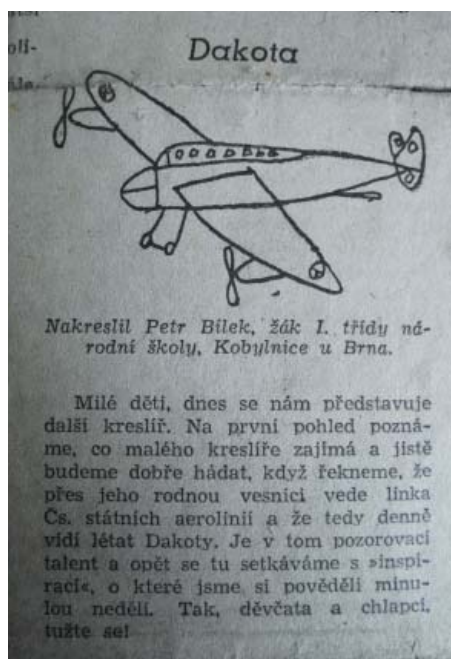 oli-
Dakota
Nakreslil Petr Bílek, žák I. třídy ná-
rodní školy, Kobylnice u Brna.
Milé děti, dnes se nám představuje
další kreslíř. Na první pohled pozná-
me, co malého kreslíře zajímá a jistě
budeme dobře hádat, když řekneme, že
přes jeho rodnou vesnici vede linka
Čs. státních aerolinií a že tedy denně
vidí létat Dakoty. Je v tom pozorovací
talent a opět se tu setkáváme s »inspi-
rací«, o které jsme si pověděli minu-
lou neděli. Tak, děvčata a chlapci,
tužte se!